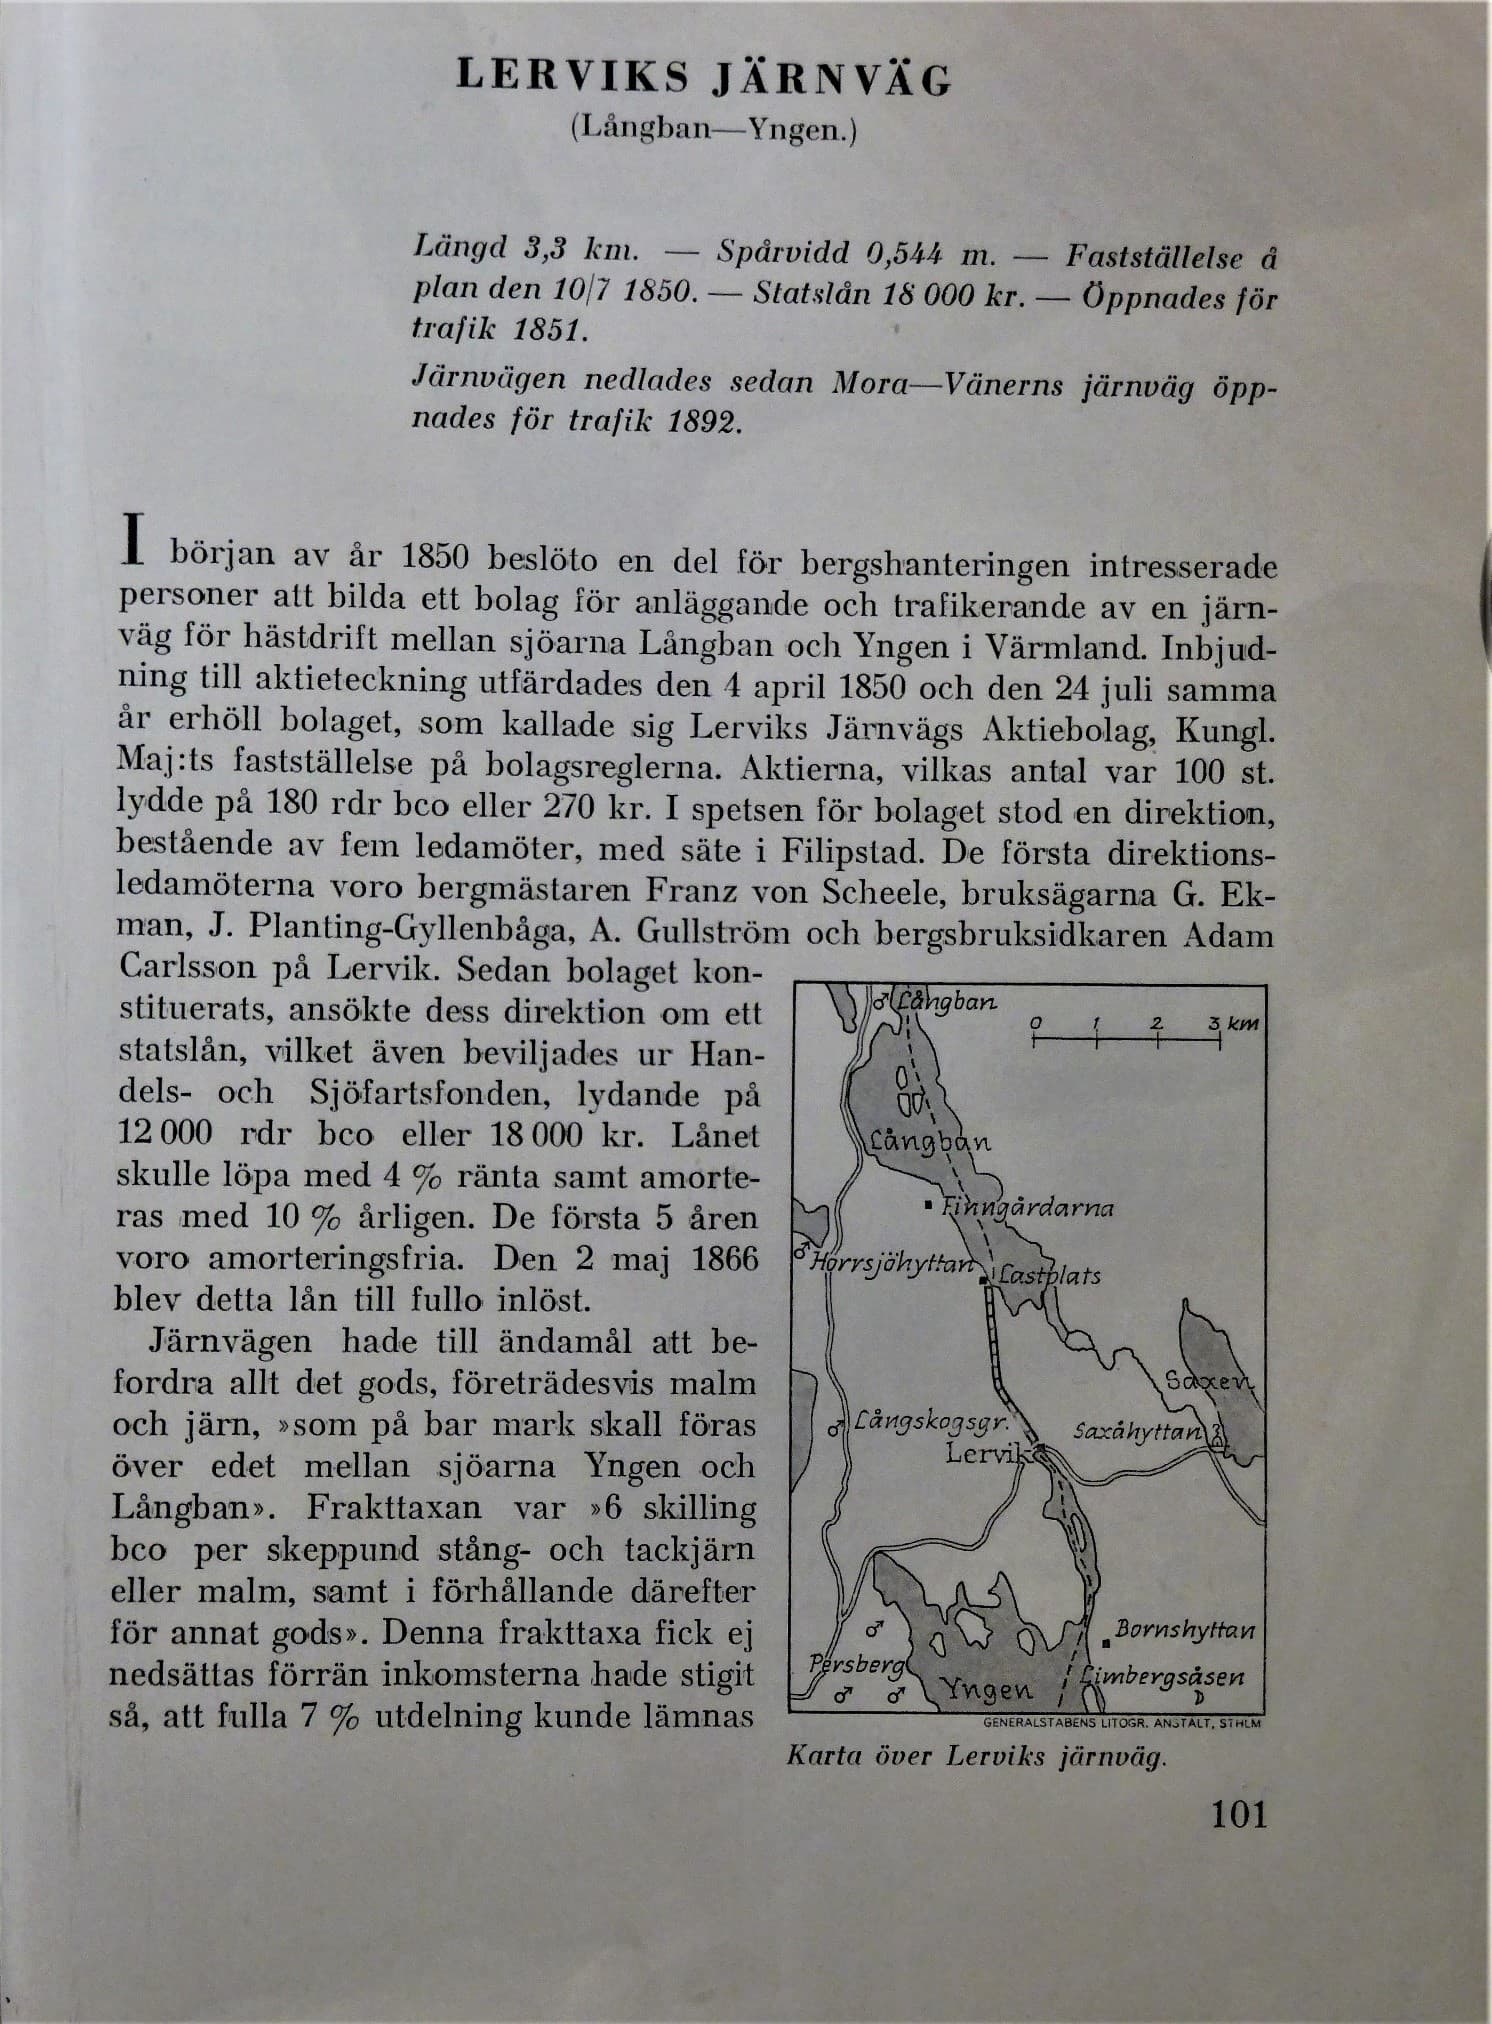 LERVIKS JÄRNVÄG
(Långban—Yngen.)
Längd 3,3 km. — Spårvidd 0,544 m. — Fastställelse å
plan den 10/7 1850. — Statslån 18 000 kr. — Öppnades för
trafik 1851.
Järnvägen nedlades sedan Mora—Vänerns järnväg öpp-
nades för trafik 1892.
I början av år 1850 beslöto en del för bergshanteringen intresserade
personer att bilda ett bolag för anläggande och trafikerande av en järn-
väg för hästdrift mellan sjöarna Långban och Yngen i Värmland. Inbjud-
ning till aktieteckning utfärdades den 4 april 1850 och den 24 juli samma
år erhöll bolaget, som kallade sig Lerviks Järnvägs Aktiebolag, Kungl.
Maj:ts fastställelse på bolagsreglerna. Aktierna, vilkas antal var 100 st.
lydde på 180 rdr bco eller 270 kr. I spetsen för bolaget stod en direktion,
bestående av fem ledamöter, med säte i Filipstad. De första direktions-
ledamöterna voro bergmästaren Franz von Scheele, bruksägarna G. Ek-
man, J. Planting-Gyllenbåga, A. Gullström och bergsbruksidkaren Adam
Carlsson på Lervik. Sedan bolaget kon-
stituerats, ansökte dess direktion om ett
statslån, vilket även beviljades ur Han-
dels- och Sjöfartsfonden, lydande på
12 000 rdr bco eller 18 000 kr. Lånet
skulle löpa med 4 % ränta samt amorte-
ras med 10 % årligen. De första 5 åren
voro amorteringsfria. Den 2 maj 1866
blev detta lån till fullo inlöst.
Järnvägen hade till ändamål att be-
fordra allt det gods, företrädesvis malm
och järn, »som på bar mark skall föras
över edet mellan sjöarna Yngen och
Långban». Frakttaxan var »6 skilling
bco per skeppund stång- och tackjärn
eller malm, samt i förhållande därefter
för annat gods». Denna frakttaxa fick ej
nedsättas förrän inkomsterna hade stigit
så, att fulla 7 % utdelning kunde lämnas
Långban
0 1 2 3 km
Långban
Finngårdarna
Horrsjöhyttan
Lastplats
Saxen
Långskogsgr.
Saxåhyttan
Lervik
Bornshyttan
Persberg
Limbergsåsen
Yngen
GENERALSTABENS LITOGR. ANSTALT, STHLM
Karta över Lerviks järnväg.
101